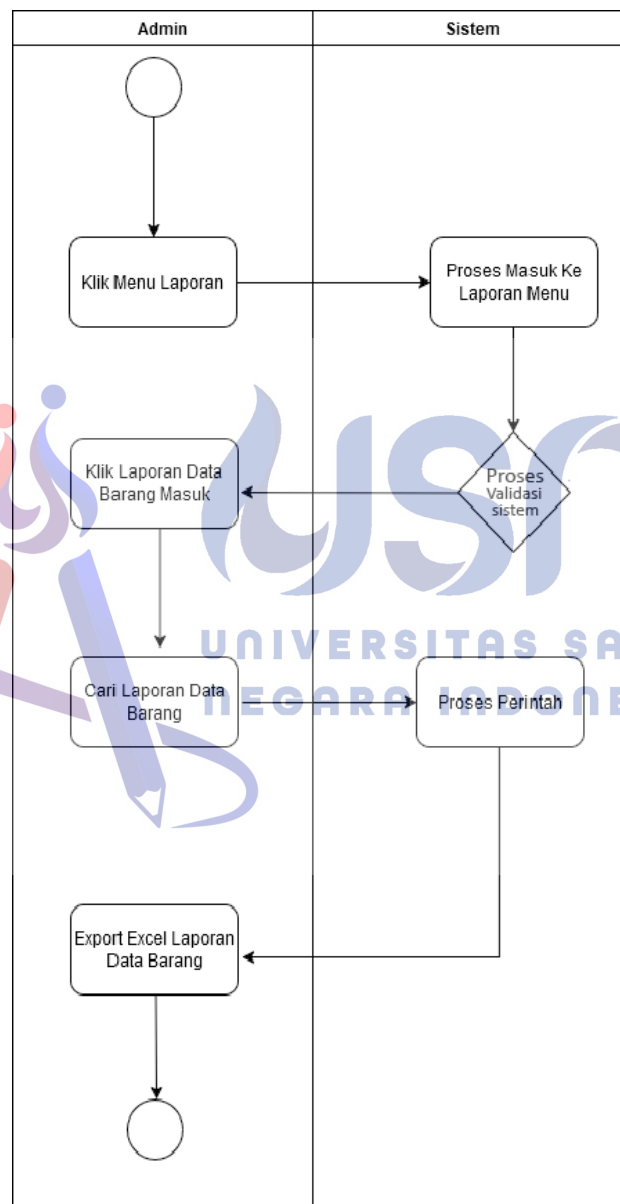 Admin
Sistem
Klik Menu Laporan
Proses Masuk Ke
Laporan Menu
Proses
Validasi
sistem
Klik Laporan Data
Barang Masuk
Cari Laporan Data
Barang
Proses Perintah
Export Excel Laporan
Data Barang
usn
UNIVERSITAS SA
NEGARA INDONE